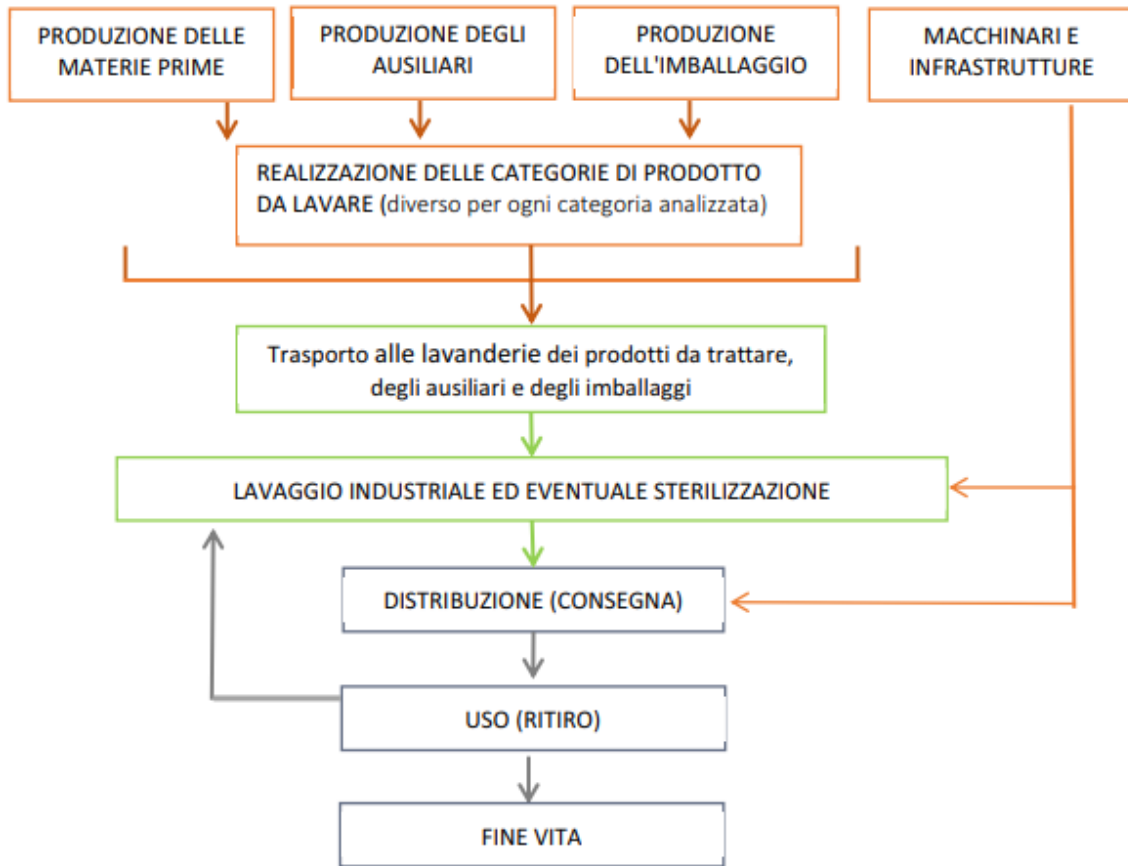 PRODUZIONE DELLE
MATERIE PRIME
PRODUZIONE DEGLI
AUSILIARI
PRODUZIONE
DELL'IMBALLAGGIO
MACCHINARI E
INFRASTRUTTURE
REALIZZAZIONE DELLE CATEGORIE DI PRODOTTO
DA LAVARE (diverso per ogni categoria analizzata)
Trasporto alle lavanderie dei prodotti da trattare,
degli ausiliari e degli imballaggi
LAVAGGIO INDUSTRIALE ED EVENTUALE STERILIZZAZIONE
DISTRIBUZIONE (CONSEGNA)
USO (RITIRO)
FINE VITA